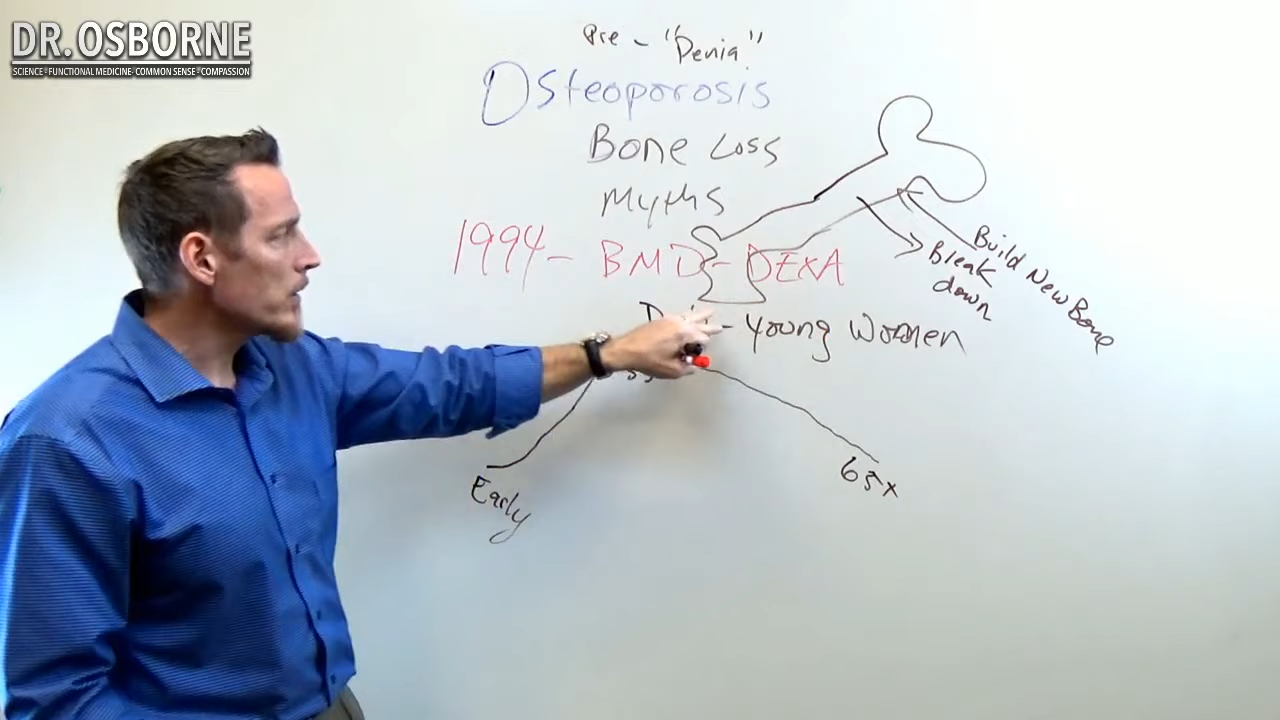 DR. OSBORNE
SCIENCE - FUNCTIONAL MEDICINE - COMMON SENSE - COMPASSION
Pre - "Penia"
Osteoporosis
Bone Loss
Myths
1994 - BMD - DEXA
Break
down
Build New Bone
- Young Women
Early
65+